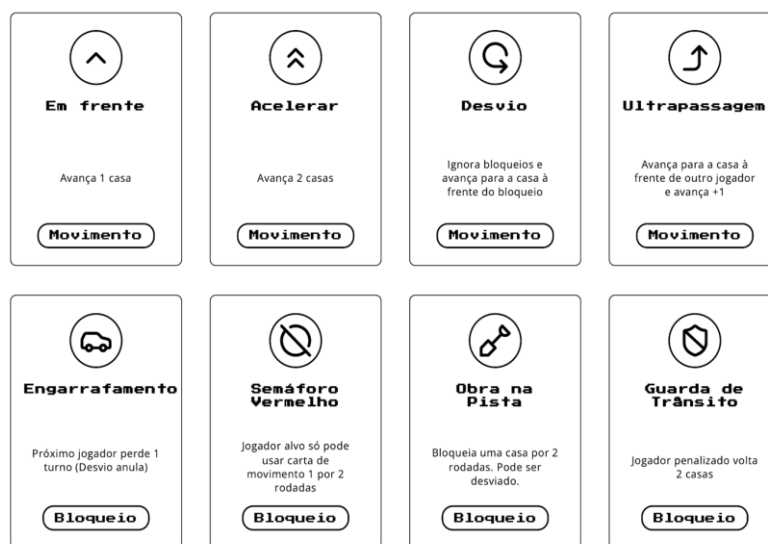 Em frente
Avança 1 casa
Movimento
Acelerar
Avança 2 casas
Movimento
Desvio
Ignora bloqueios e
avança para a casa à
frente do bloqueio
Movimento
Ultrapassagem
Avança para a casa à
frente de outro jogador
e avança +1
Movimento
Engarrafamento
Próximo jogador perde 1
turno (Desvio anula)
Bloqueio
Semáforo
Vermelho
Jogador alvo só pode
usar carta de
movimento 1 por 2
rodadas
Bloqueio
Obra na
Pista
Bloqueia uma casa por 2
rodadas. Pode ser
desviado.
Bloqueio
Guarda de
Trânsito
Jogador penalizado volta
2 casas
Bloqueio